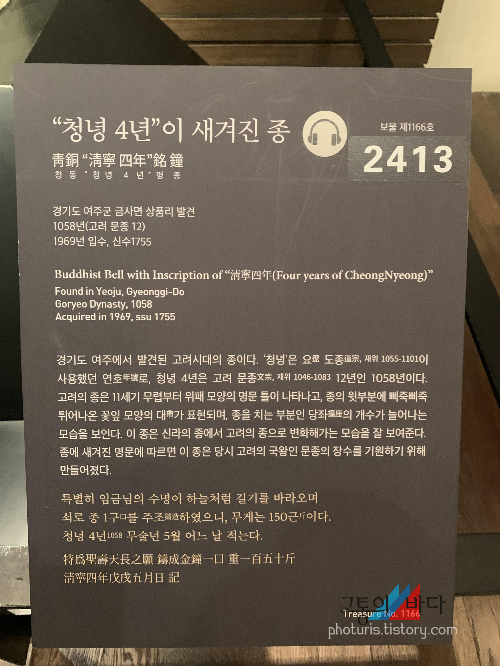 “청녕 4년”이 새겨진 종
보물 제1166호
靑銅 “淸寧 四年”銘 鐘
청동 “청녕 4년”명 종
2413
경기도 여주군 금사면 상품리 발견
1058년(고려 문종 12)
1969년 입수, 신수1755
Buddhist Bell with Inscription of “淸寧四年(Four years of CheongNyeong)”
Found in Yeoju, Gyeonggi-Do
Goryeo Dynasty, 1058
Acquired in 1969, ssu 1755
경기도 여주에서 발견된 고려시대의 종이다. ‘청녕’은 요遼 도종道宗, 재위 1055-1101이
사용했던 연호年號로, 청녕 4년은 고려 문종文宗, 재위 1046-1083 12년인 1058년이다.
고려의 종은 11세기 무렵부터 위패 모양의 명문 틀이 나타나고, 종의 윗부분에 삐죽삐죽
튀어나온 꽃잎 모양의 대帶가 표현되며, 종을 치는 부분인 당좌撞座의 개수가 늘어나는
모습을 보인다. 이 종은 신라의 종에서 고려의 종으로 변화해가는 모습을 잘 보여준다.
종에 새겨진 명문에 따르면 이 종은 당시 고려의 국왕인 문종의 장수를 기원하기 위해
만들어졌다.
특별히 임금님의 수명이 하늘처럼 길기를 바라오며
쇠로 종 1구口를 주조鑄造하였으니, 무게는 150근斤이다.
청녕 4년1058 무술년 5월 어느 날 적는다.
特爲聖壽天長之願 鑄成金鐘一口 重一百五十斤
淸寧四年戊戌五月日 記
고통의 바다
Treasure No. 1166
photuris.tistory.com